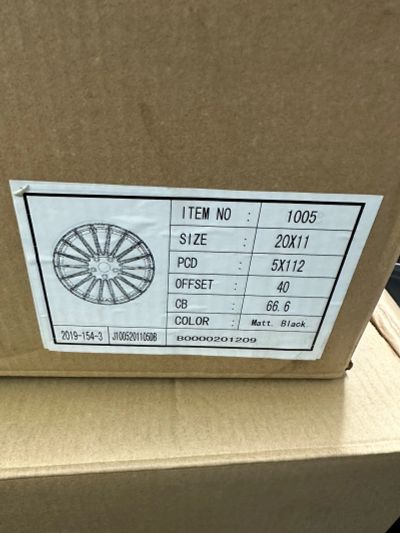 ITEM NO : 1005
SIZE : 20X11
PCD : 5X112
OFFSET : 40
CB : 66.6
COLOR : Matt. Black
2019-154-3 J10052011050B B0000201209